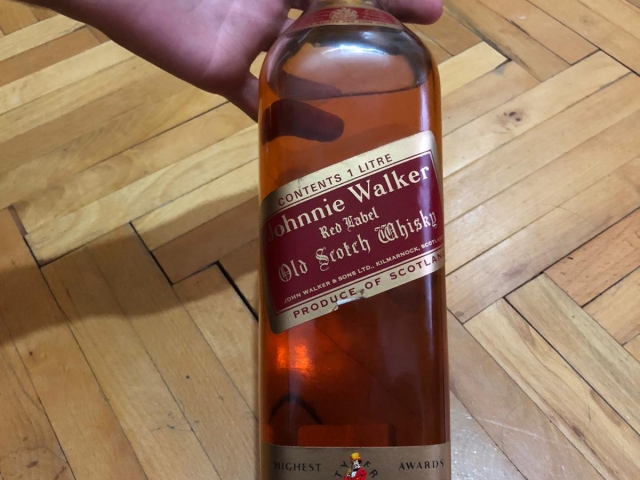 CONTENTS 1 LITRE
Johnnie Walker
Red Label
Old Scotch Whisky
JOHN WALKER & SONS LTD., KILMARNOCK, SCOTLAND
PRODUCE OF SCOTLAND
HIGHEST AWARDS